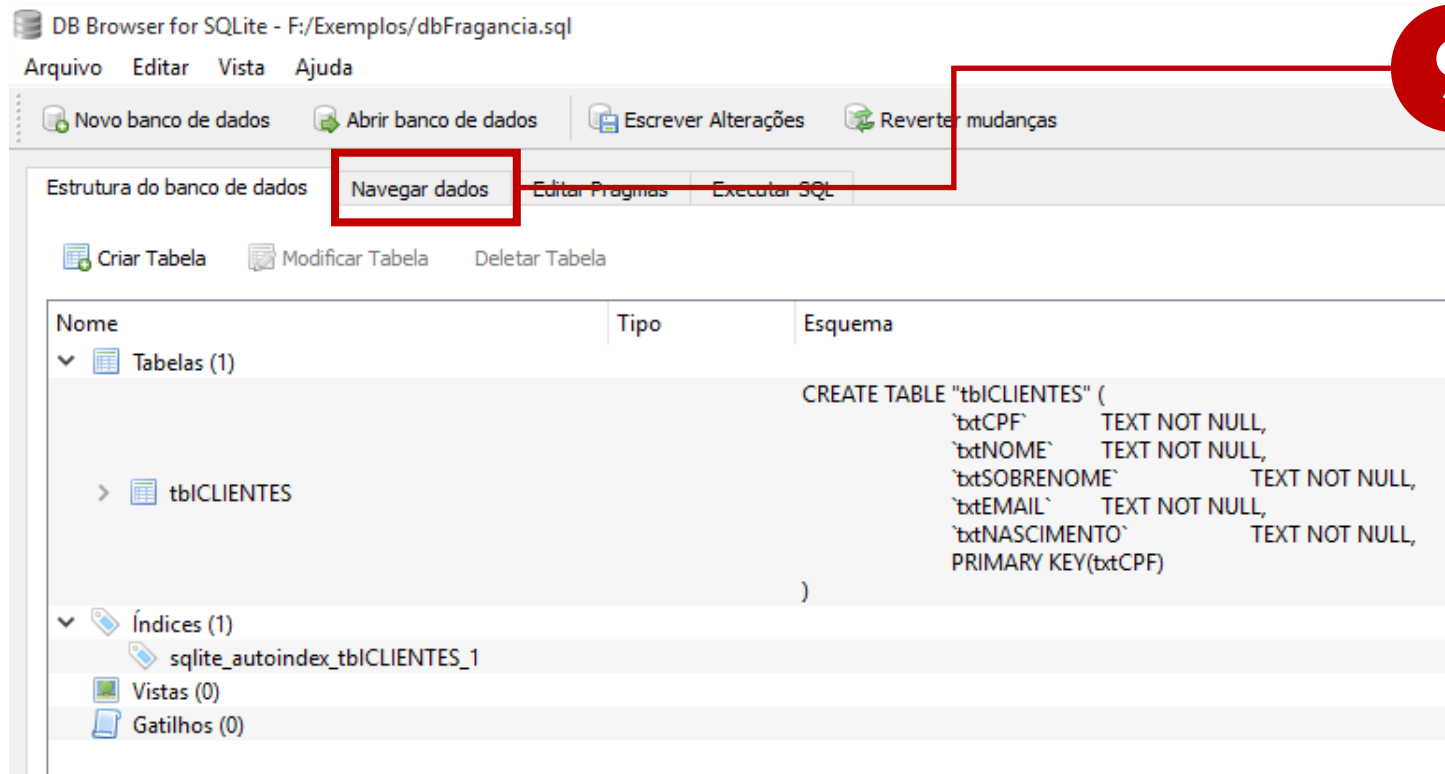 DB Browser for SQLite - F:/Exemplos/dbFragancia.sql
Arquivo Editar Vista Ajuda
Novo banco de dados Abrir banco de dados Escrever Alterações Reverter mudanças
Estrutura do banco de dados Navegar dados Editar Pragmas Executar SQL
Criar Tabela Modificar Tabela Deletar Tabela
Nome Tipo Esquema
Tabelas (1)
CREATE TABLE "tblCLIENTES" (
`txtCPF` TEXT NOT NULL,
`txtNOME` TEXT NOT NULL,
`txtSOBRENOME` TEXT NOT NULL,
tblCLIENTES
`txtEMAIL` TEXT NOT NULL,
`txtNASCIMENTO` TEXT NOT NULL,
PRIMARY KEY(txtCPF)
)
Índices (1)
sqlite_autoindex_tblCLIENTES_1
Vistas (0)
Gatilhos (0)